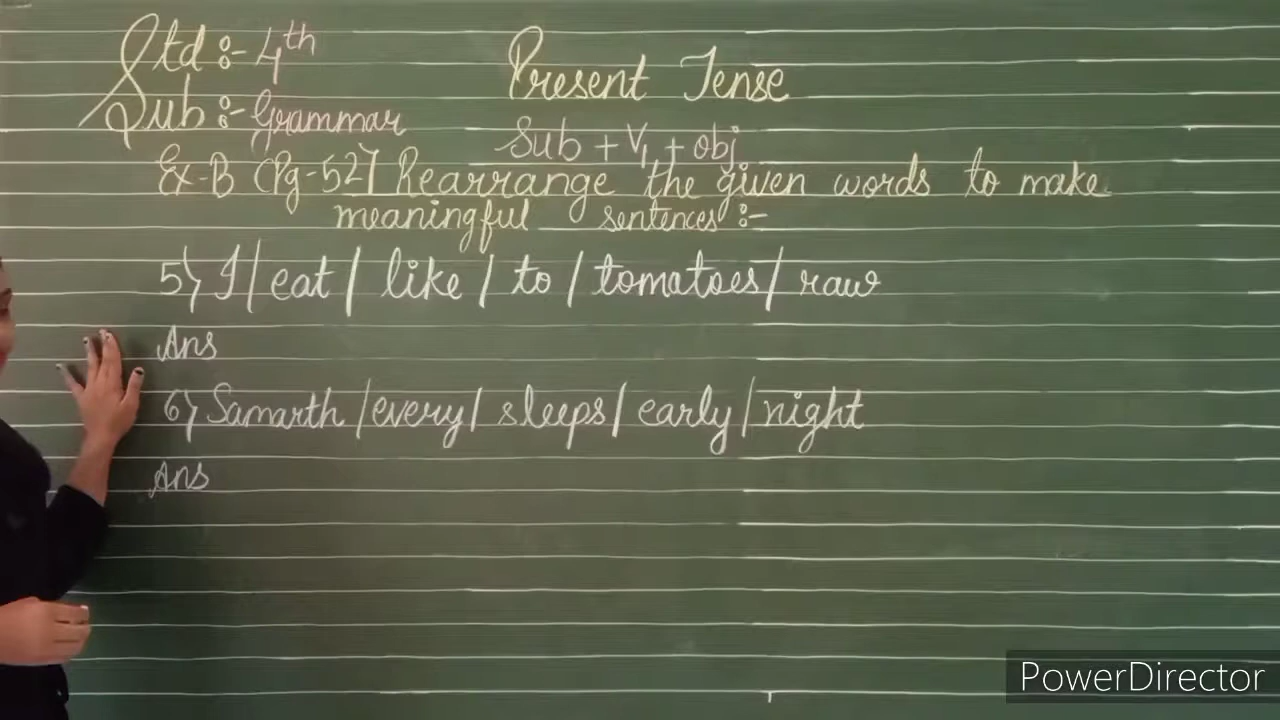 Std :- 4th
Sub :- Grammar
Present Tense
Sub + V1 + obj
Ex-B (Pg-52) Rearrange the given words to make
meaningful sentences :-
5) I / eat / like / to / tomatoes / raw
Ans
6) Samarth / every / sleeps / early / night
Ans
PowerDirector